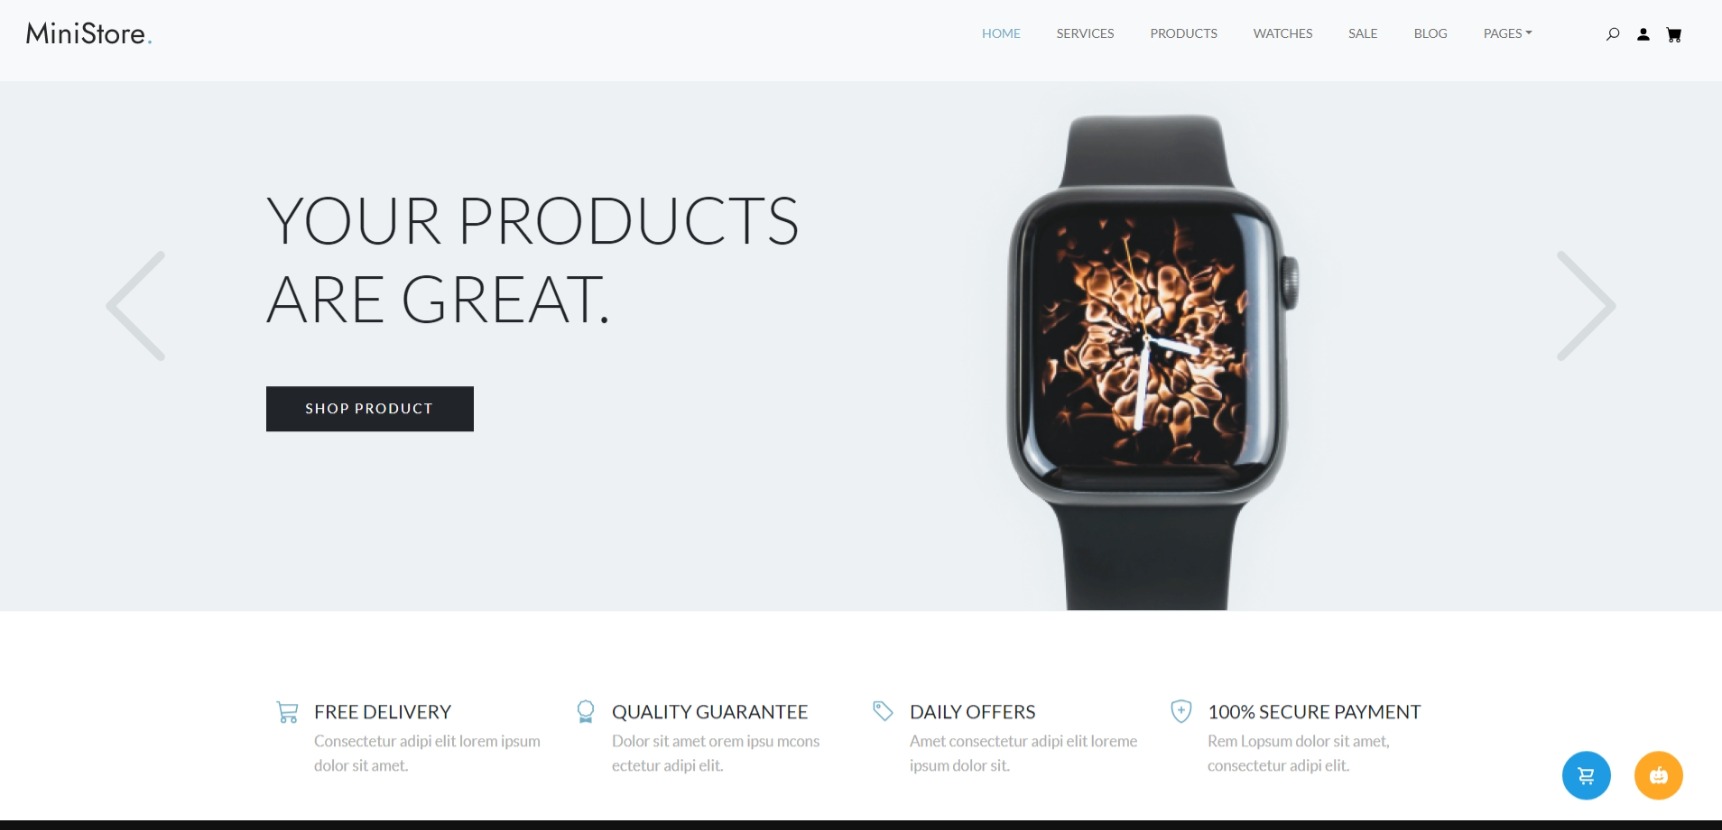 MiniStore.
HOME SERVICES PRODUCTS WATCHES SALE BLOG PAGES
YOUR PRODUCTS
ARE GREAT.
SHOP PRODUCT
FREE DELIVERY
Consectetur adipi elit lorem ipsum
dolor sit amet.
QUALITY GUARANTEE
Dolor sit amet orem ipsu mcons
ectetur adipi elit.
DAILY OFFERS
Amet consectetur adipi elit loreme
ipsum dolor sit.
100% SECURE PAYMENT
Rem Lopsum dolor sit amet,
consectetur adipi elit.